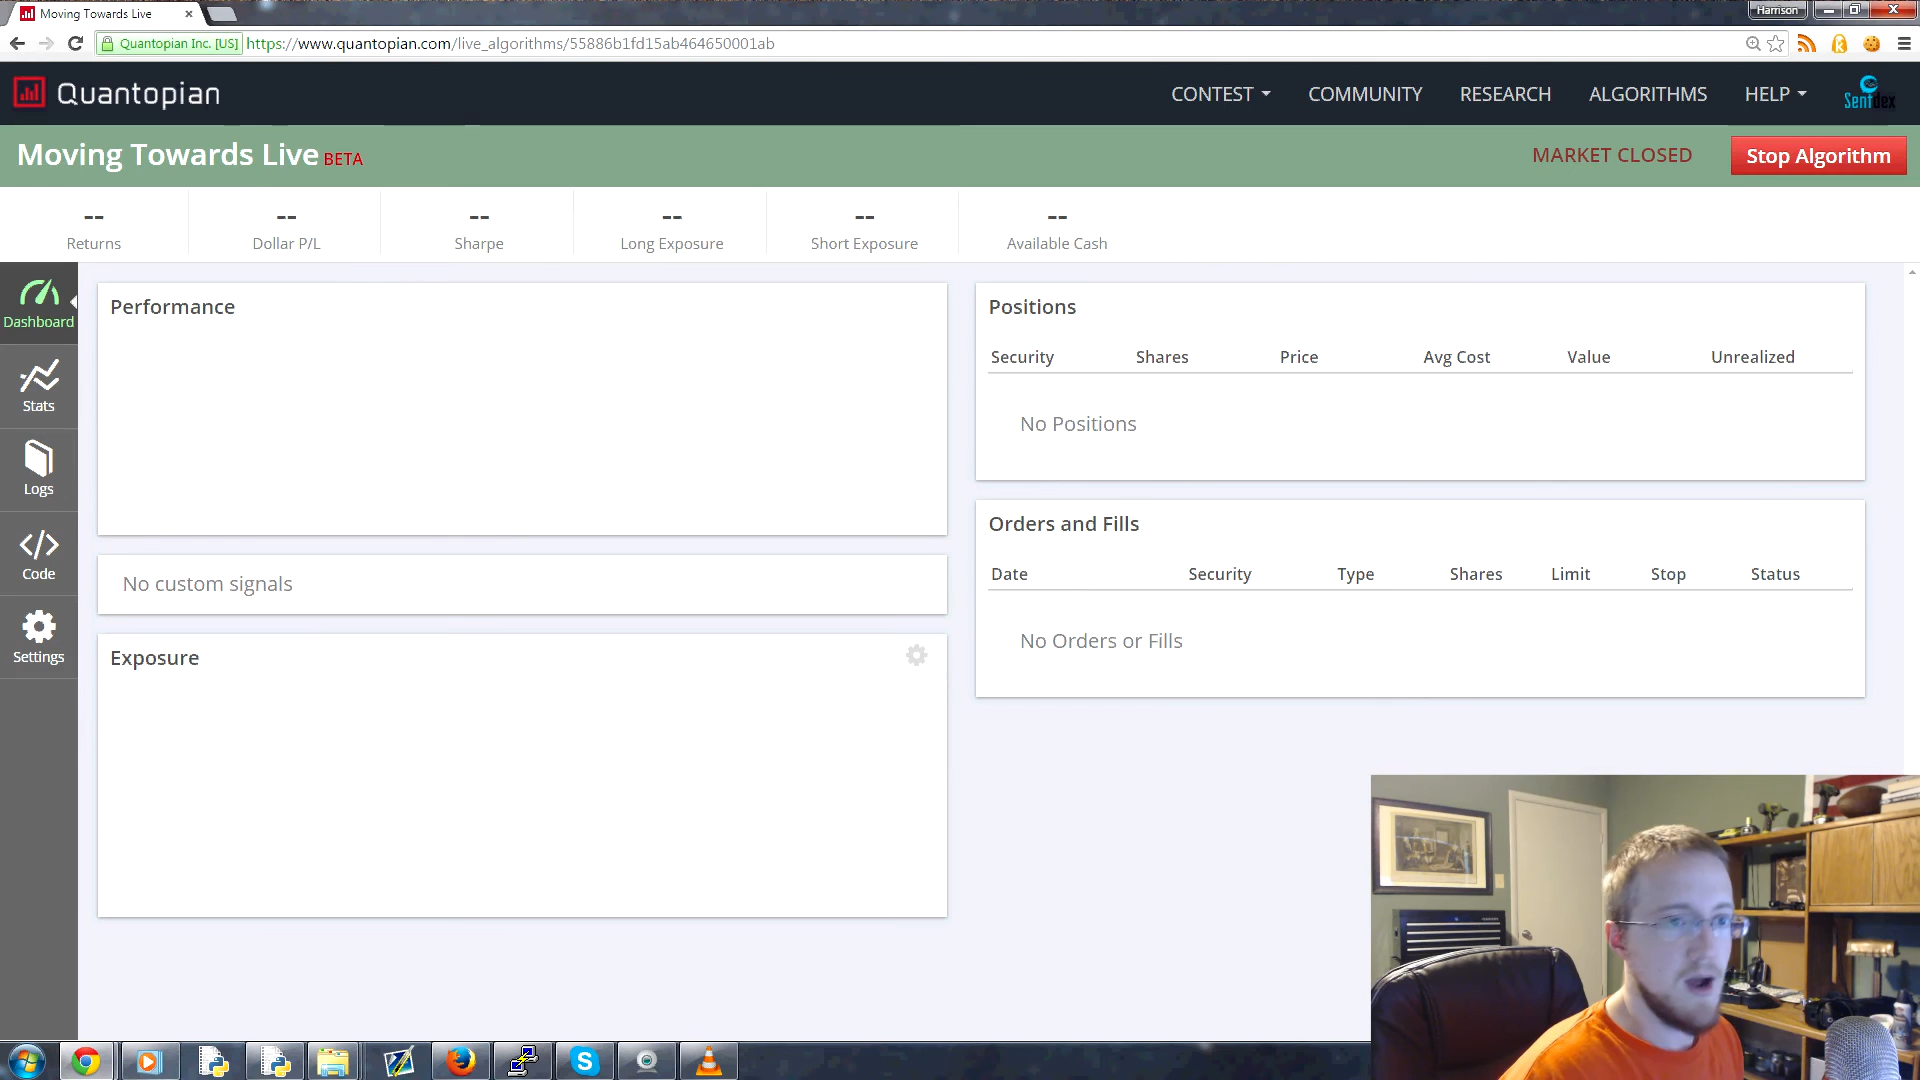 Moving Towards Live
Harrison
Quantopian Inc. [US]
https://www.quantopian.com/live_algorithms/55886b1fd15ab464650001ab
Quantopian
CONTEST
COMMUNITY
RESEARCH
ALGORITHMS
HELP
Sentdex
Moving Towards Live BETA
MARKET CLOSED
Stop Algorithm
-- -- -- -- -- --
Returns Dollar P/L Sharpe Long Exposure Short Exposure Available Cash
Dashboard
Stats
Logs
Code
Settings
Performance
No custom signals
Exposure
Positions
Security Shares Price Avg Cost Value Unrealized
No Positions
Orders and Fills
Date Security Type Shares Limit Stop Status
No Orders or Fills